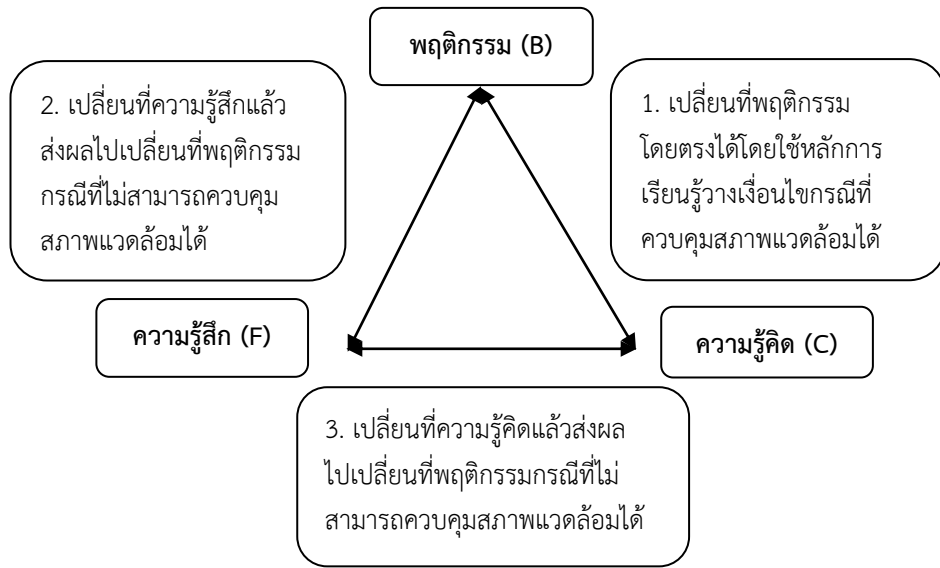 พฤติกรรม (B)
2. เปลี่ยนที่ความรู้สึกแล้ว
ส่งผลไปเปลี่ยนที่พฤติกรรม
กรณีที่ไม่สามารถควบคุม
สภาพแวดล้อมได้
1. เปลี่ยนที่พฤติกรรม
โดยตรงได้โดยใช้หลักการ
เรียนรู้วางเงื่อนไขกรณีที่
ควบคุมสภาพแวดล้อมได้
ความรู้สึก (F)
ความรู้คิด (C)
3. เปลี่ยนที่ความรู้คิดแล้วส่งผล
ไปเปลี่ยนที่พฤติกรรมกรณีที่ไม่
สามารถควบคุมสภาพแวดล้อมได้